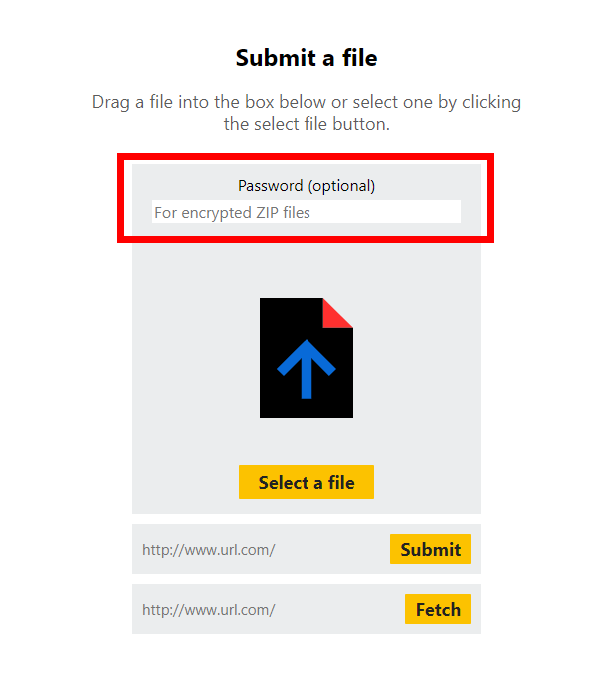 Submit a file
Drag a file into the box below or select one by clicking
the select file button.
Password (optional)
For encrypted ZIP files
Select a file
http://www.url.com/
Submit
http://www.url.com/
Fetch